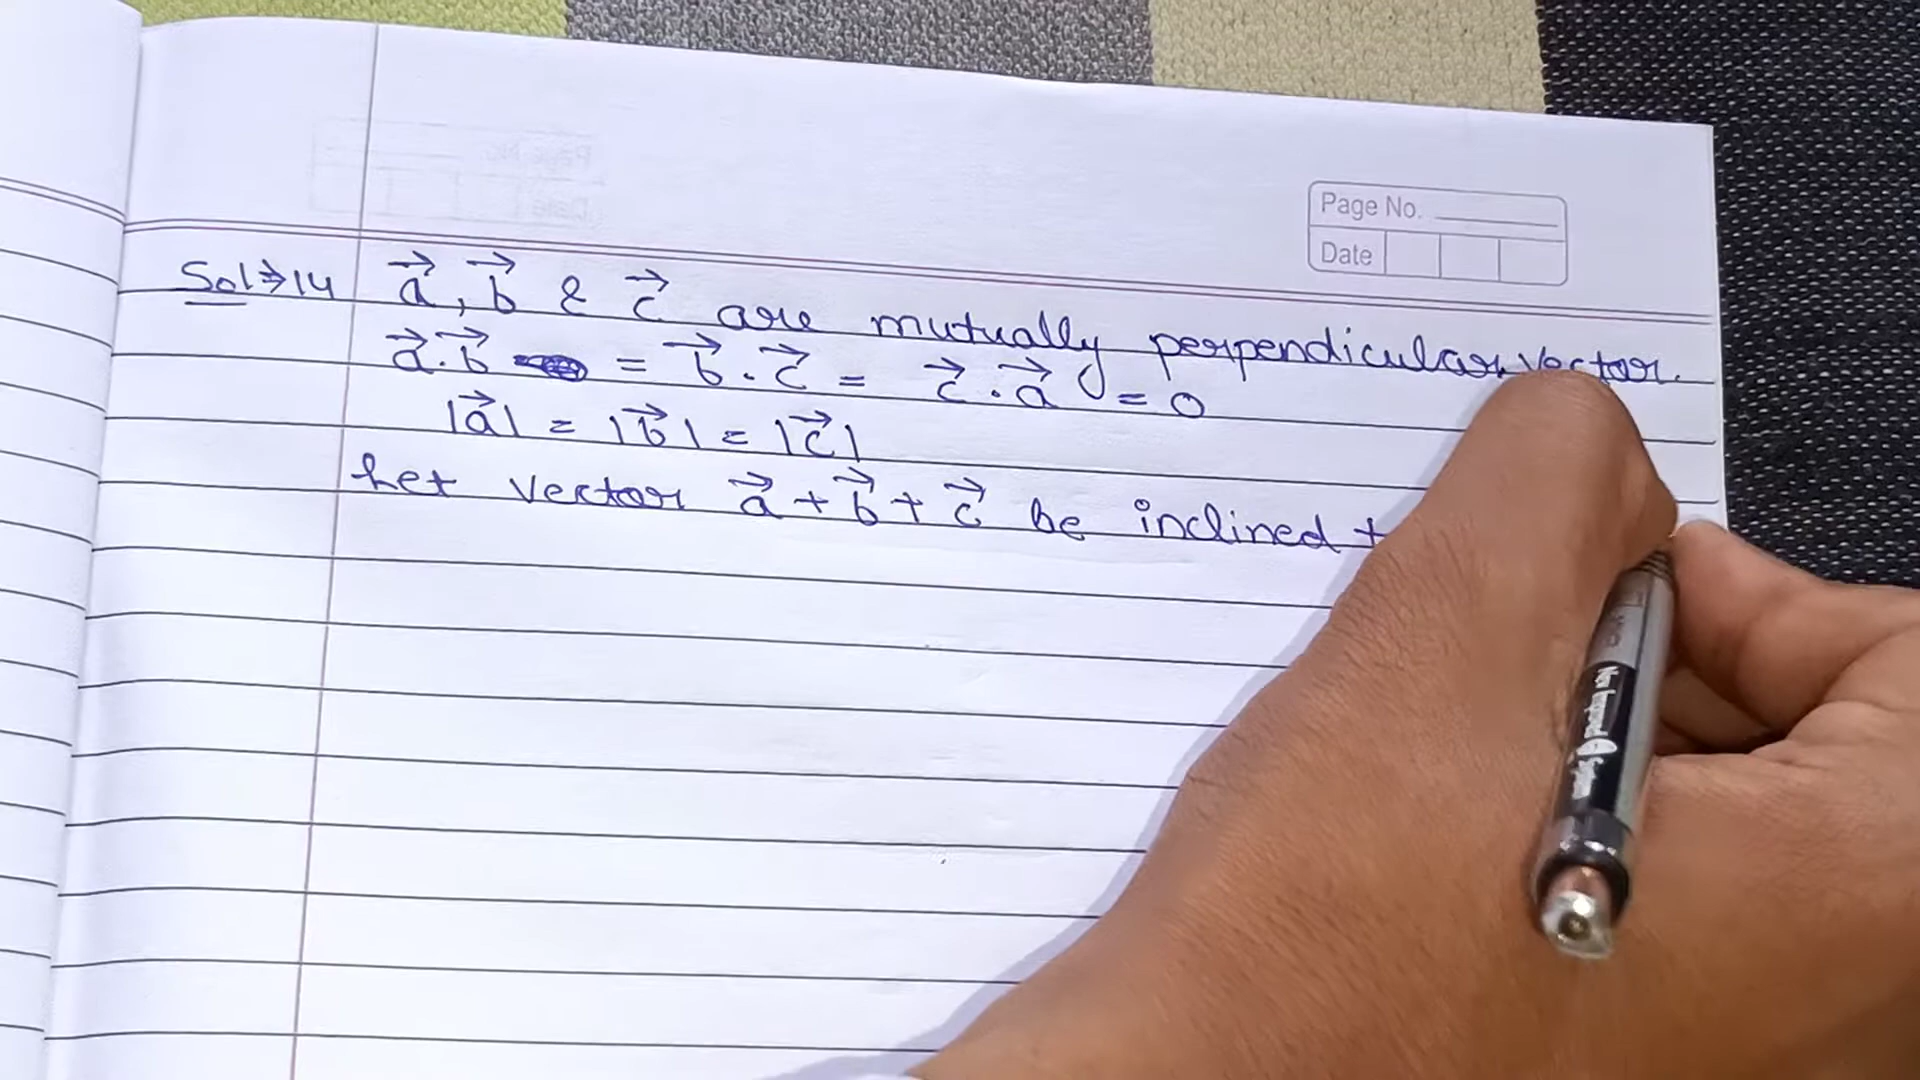 Page No.
Date
Sol⇒14 a⃗, b⃗ & c⃗ are mutually perpendicular vector.
a⃗.b⃗ = b⃗.c⃗ = c⃗.a⃗ = 0
|a⃗| = |b⃗| = |c⃗|
Let vector a⃗ + b⃗ + c⃗ be inclined